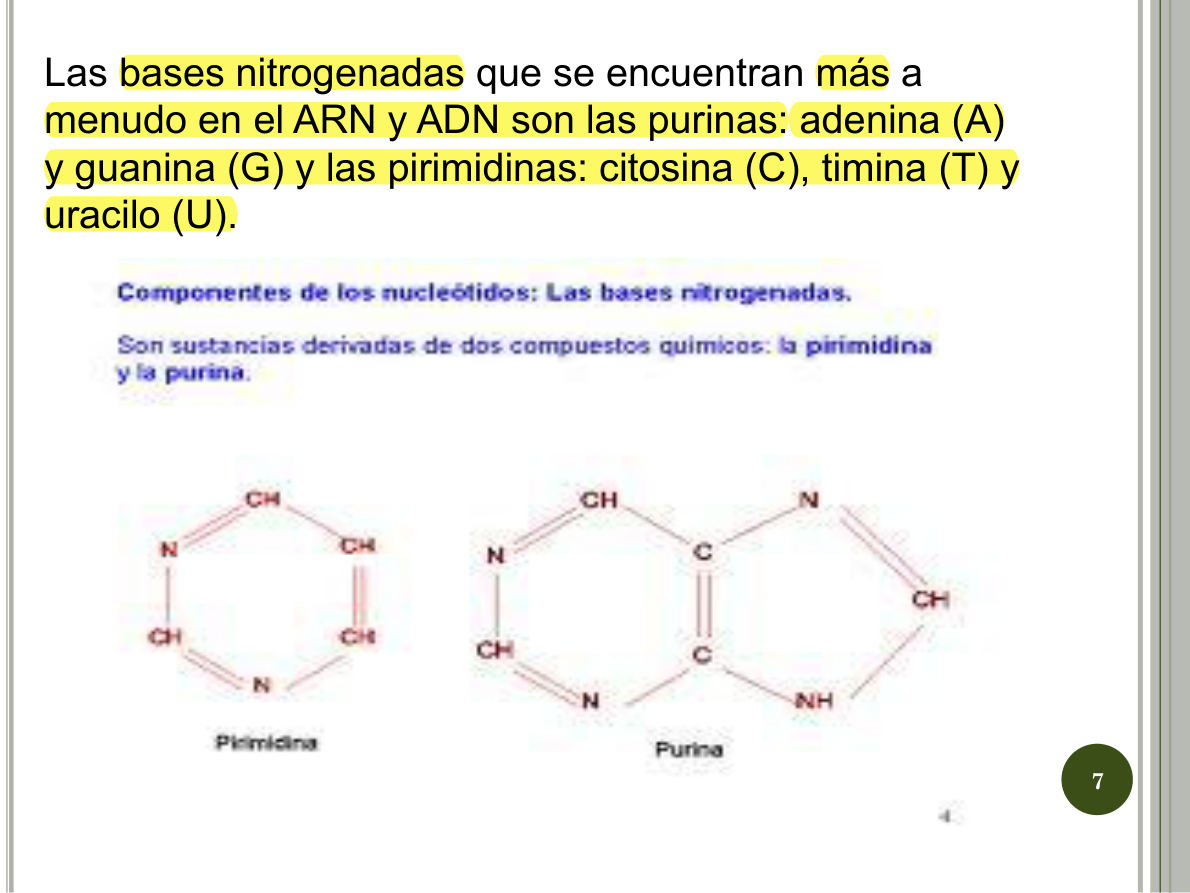 Las bases nitrogenadas que se encuentran más a
menudo en el ARN y ADN son las purinas: adenina (A)
y guanina (G) y las pirimidinas: citosina (C), timina (T) y
uracilo (U).
Componentes de los nucleótidos: Las bases nitrogenadas.
Son sustancias derivadas de dos compuestos químicos: la pirimidina
y la purina.
CH
N
CH
CH
CH
N
Pirimidina
CH
N
N
C
CH
CH
C
N
NH
Purina
7
4